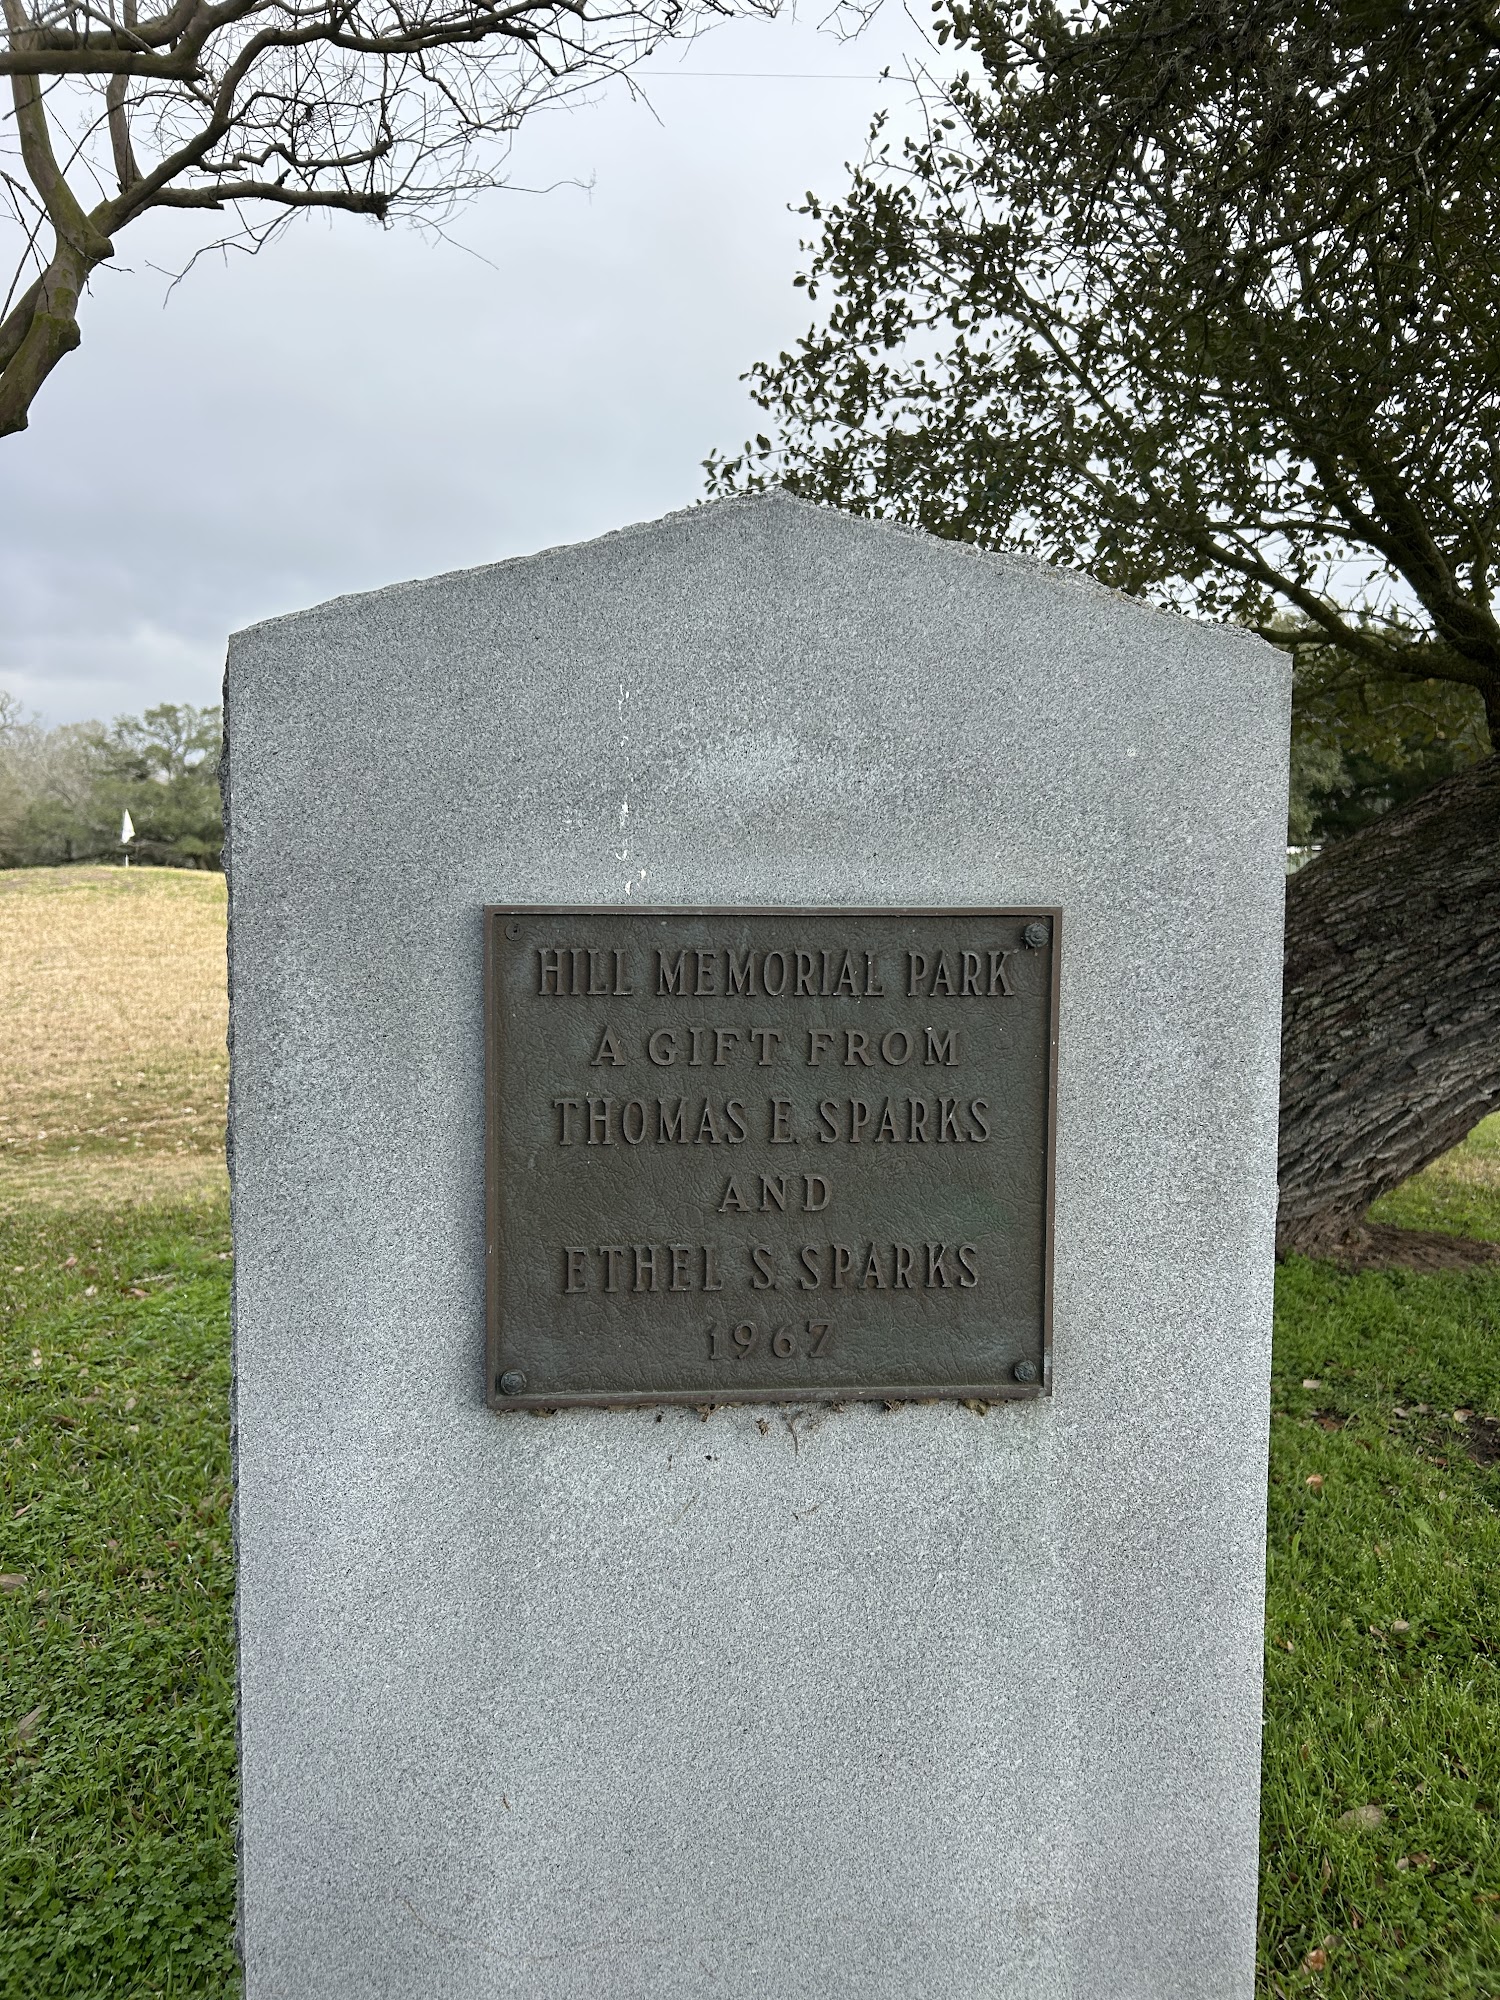 HILL MEMORIAL PARK
A GIFT FROM
THOMAS E. SPARKS
AND
ETHEL S. SPARKS
1967